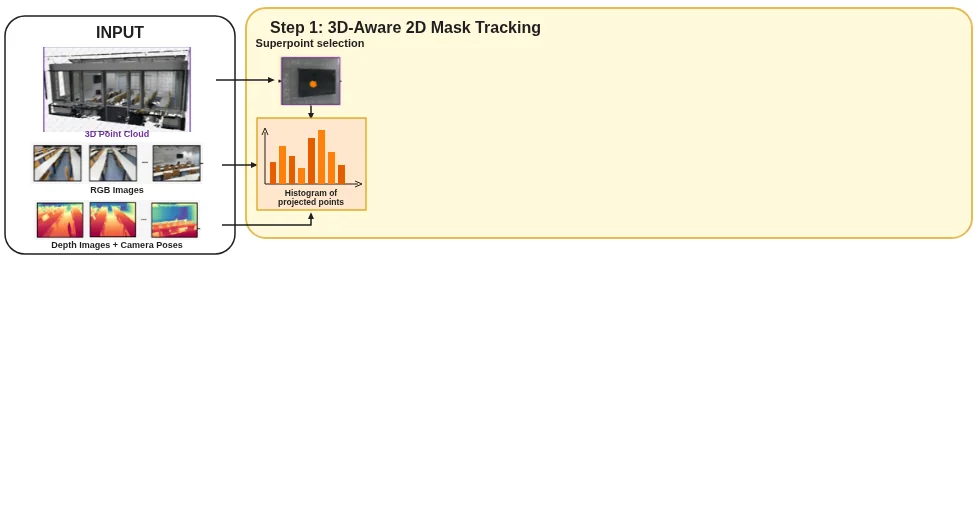 INPUT
3D Point Cloud
RGB Images
Depth Images + Camera Poses
Step 1: 3D-Aware 2D Mask Tracking
Superpoint selection
Histogram of
projected points